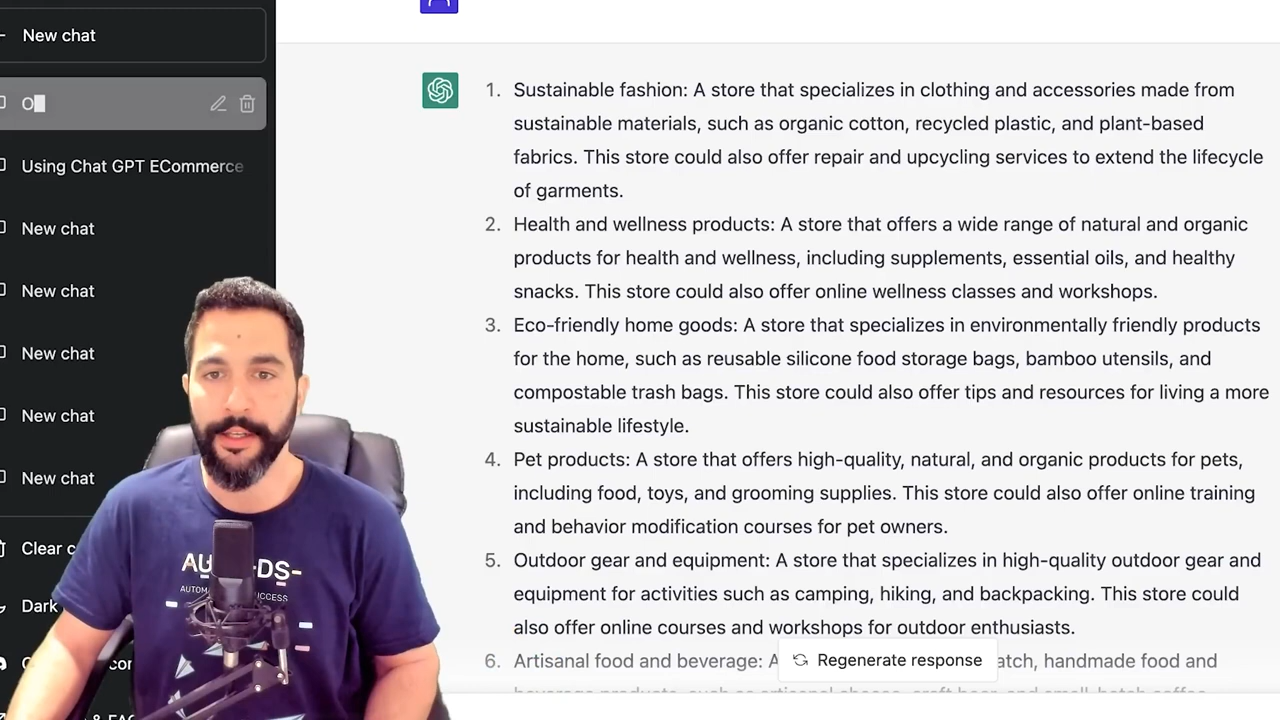 New chat
O
Using Chat GPT ECommerce
New chat
New chat
New chat
New chat
New chat
Clear
Dark
1. Sustainable fashion: A store that specializes in clothing and accessories made from
sustainable materials, such as organic cotton, recycled plastic, and plant-based
fabrics. This store could also offer repair and upcycling services to extend the lifecycle
of garments.
2. Health and wellness products: A store that offers a wide range of natural and organic
products for health and wellness, including supplements, essential oils, and healthy
snacks. This store could also offer online wellness classes and workshops.
3. Eco-friendly home goods: A store that specializes in environmentally friendly products
for the home, such as reusable silicone food storage bags, bamboo utensils, and
compostable trash bags. This store could also offer tips and resources for living a more
sustainable lifestyle.
4. Pet products: A store that offers high-quality, natural, and organic products for pets,
including food, toys, and grooming supplies. This store could also offer online training
and behavior modification courses for pet owners.
5. Outdoor gear and equipment: A store that specializes in high-quality outdoor gear and
equipment for activities such as camping, hiking, and backpacking. This store could
also offer online courses and workshops for outdoor enthusiasts.
6. Artisanal food and beverage: A atch, handmade food and
Regenerate response